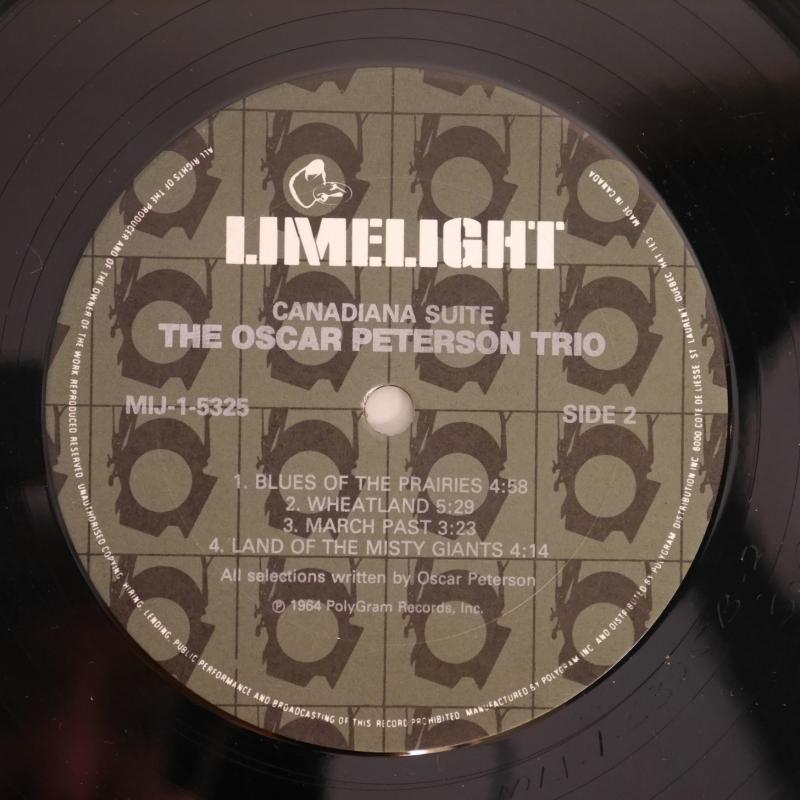 LIMELIGHT
CANADIANA SUITE
THE OSCAR PETERSON TRIO
MIJ-1-5325
SIDE 2
1. BLUES OF THE PRAIRIES 4:58
2. WHEATLAND 5:29
3. MARCH PAST 3:23
4. LAND OF THE MISTY GIANTS 4:14
All selections written by Oscar Peterson
℗ 1964 PolyGram Records, Inc.
ALL RIGHTS OF THE PRODUCER AND OF THE OWNER OF THE WORK REPRODUCED RESERVED. UNAUTHORISED COPYING, HIRING, LENDING, PUBLIC PERFORMANCE AND BROADCASTING OF THIS RECORD PROHIBITED. MANUFACTURED BY POLYGRAM INC. AND DISTRIBUTED BY POLYGRAM DISTRIBUTION INC. 6000 COTE DE LIESSE, ST LAURENT QUEBEC H4T 1E3 MADE IN CANADA